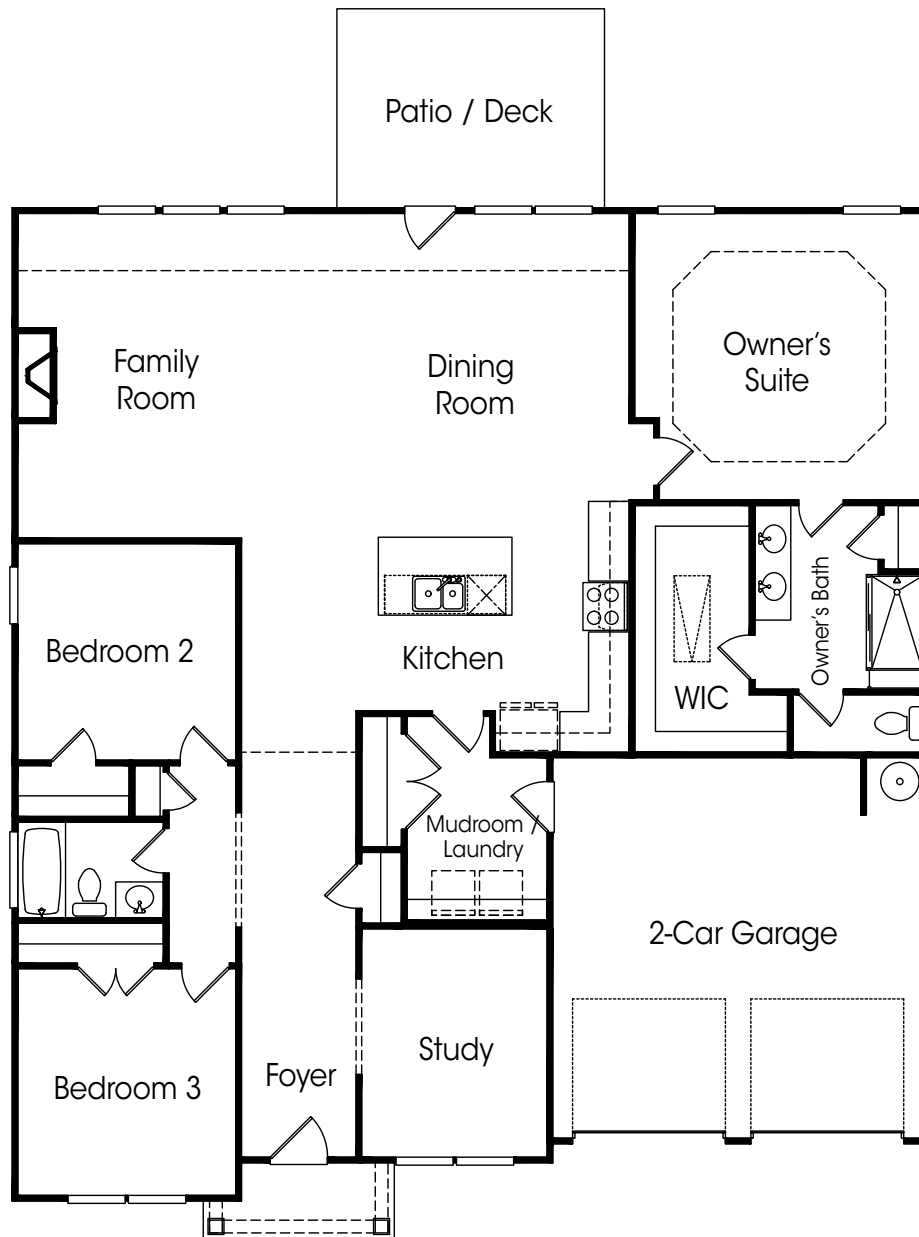 Patio / Deck
Family
Room
Dining
Room
Owner's
Suite
Bedroom 2
Kitchen
WIC
Owner's Bath
Mudroom /
Laundry
2-Car Garage
Study
Foyer
Bedroom 3